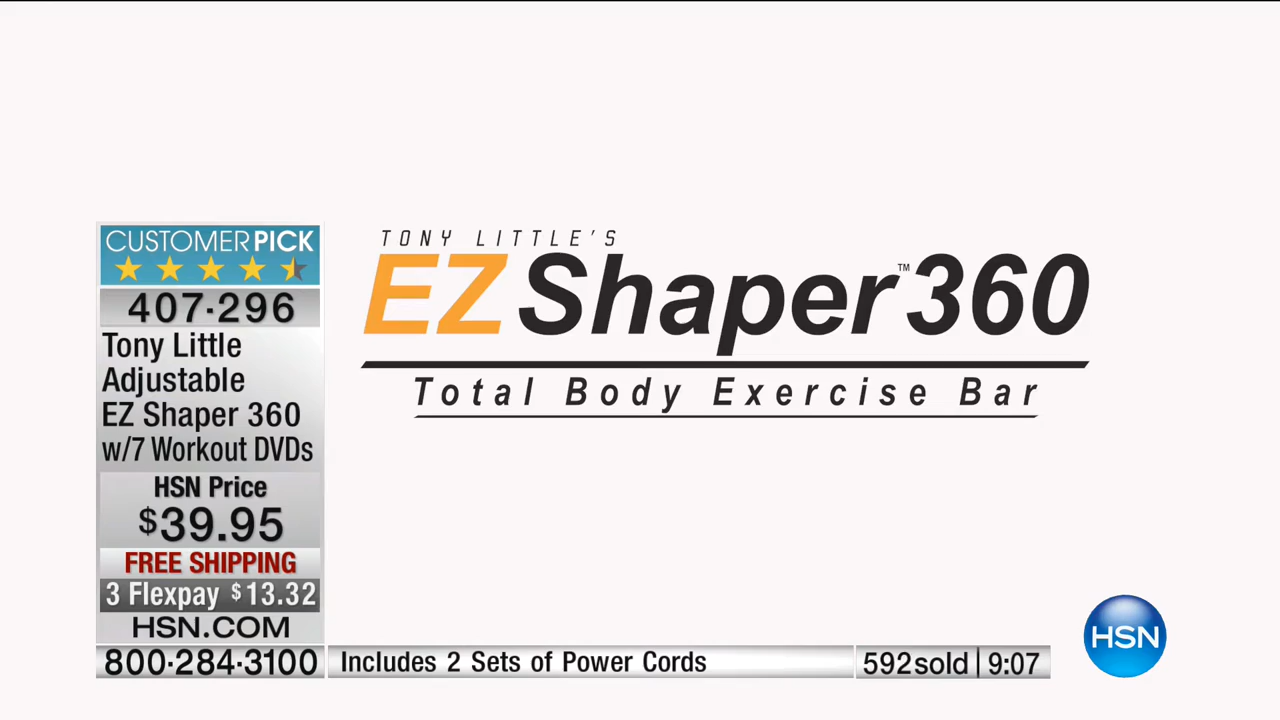 CUSTOMER PICK
407·296
Tony Little
Adjustable
EZ Shaper 360
w/7 Workout DVDs
HSN Price
$39.95
FREE SHIPPING
3 Flexpay $13.32
HSN.COM
800·284·3100
TONY LITTLE'S
EZ Shaper™ 360
Total Body Exercise Bar
Includes 2 Sets of Power Cords
592 sold | 9:07
HSN